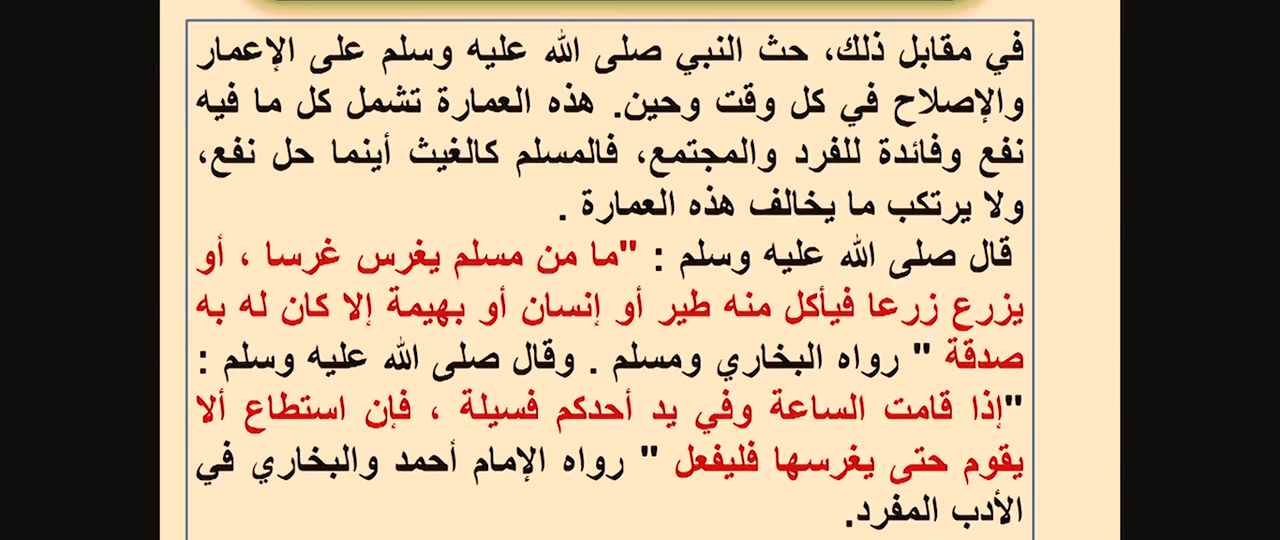 في مقابل ذلك، حث النبي صلى الله عليه وسلم على الإعمار
والإصلاح في كل وقت وحين. هذه العمارة تشمل كل ما فيه
نفع وفائدة للفرد والمجتمع، فالمسلم كالغيث أينما حل نفع،
ولا يرتكب ما يخالف هذه العمارة .
قال صلى الله عليه وسلم : "ما من مسلم يغرس غرسا ، أو
يزرع زرعا فيأكل منه طير أو إنسان أو بهيمة إلا كان له به
صدقة " رواه البخاري ومسلم . وقال صلى الله عليه وسلم :
"إذا قامت الساعة وفي يد أحدكم فسيلة ، فإن استطاع ألا
يقوم حتى يغرسها فليفعل " رواه الإمام أحمد والبخاري في
الأدب المفرد.